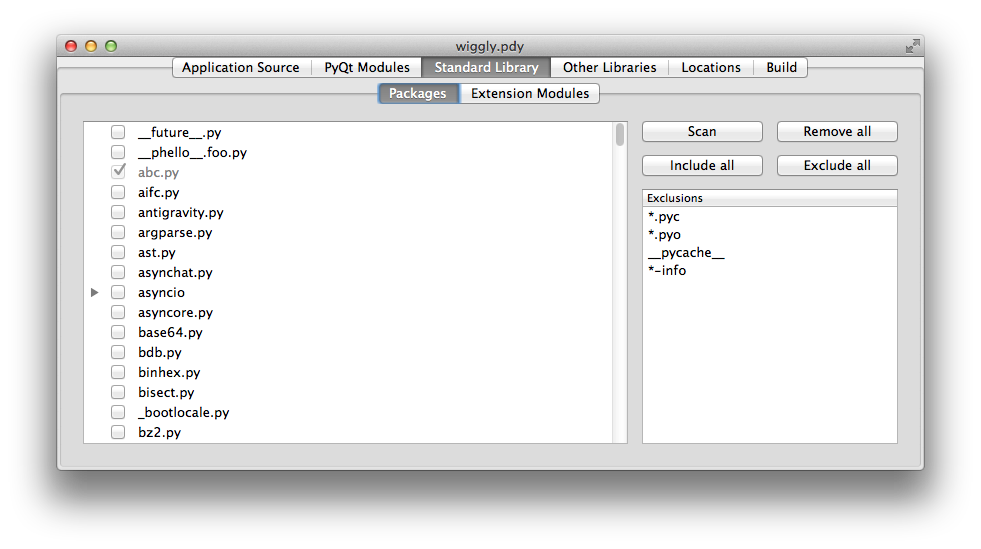 wiggly.pdy
Application Source PyQt Modules Standard Library Other Libraries Locations Build
Packages Extension Modules
__future__.py
__phello__.foo.py
abc.py
aifc.py
antigravity.py
argparse.py
ast.py
asynchat.py
asyncio
asyncore.py
base64.py
bdb.py
binhex.py
bisect.py
_bootlocale.py
bz2.py
Scan Remove all
Include all Exclude all
Exclusions
*.pyc
*.pyo
__pycache__
*-info